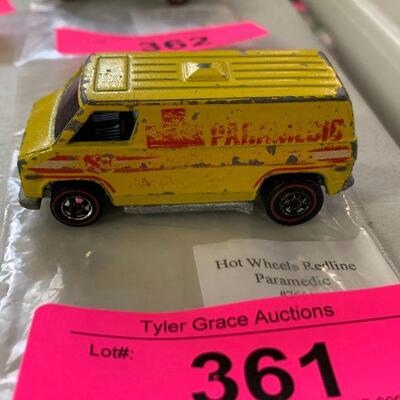 362
PARAMEDIC
Hot Wheels Redline
Paramedic
Tyler Grace Auctions
Lot#:
361